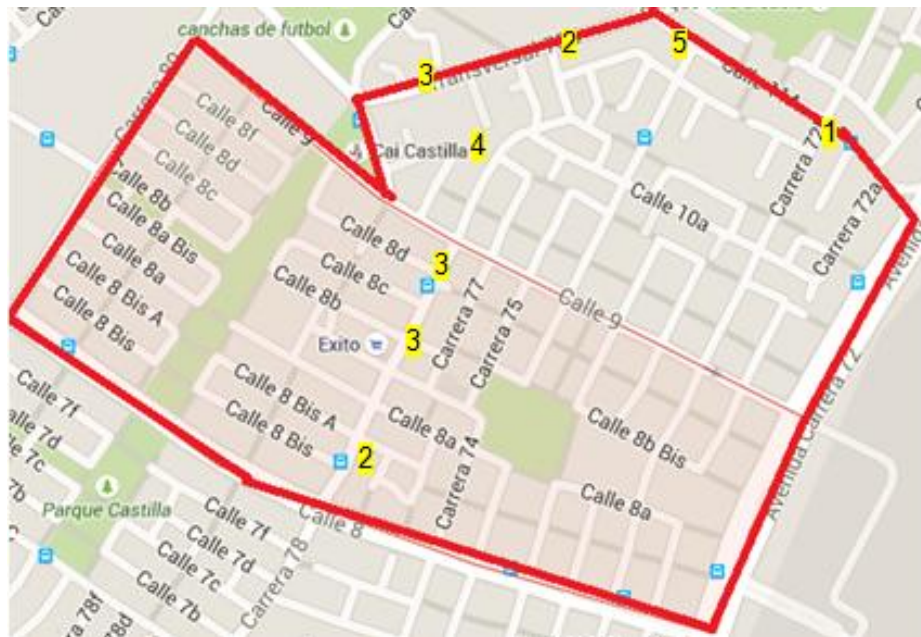 canchas de futbol
2
5
3
Transversal
Carrera 80
Calle 9
1
Cai Castilla
4
Calle 8f
Calle 8d
Calle 8c
Carrera 72
Calle 8b
Calle 8a Bis
Calle 8a
Calle 8 Bis A
Calle 8 Bis
Calle 10a
Carrera 72a
Calle 8d
3
Calle 8c
Calle 8b
Carrera 77
Carrera 75
Calle 9
Exito
3
Avenida Carrera 72
Calle 8 Bis A
Calle 8 Bis
Calle 8a
2
Carrera 74
Calle 8b Bis
Calle 8a
Calle 7f
Calle 7d
Calle 7c
Parque Castilla
Calle 7f
Calle 7d
Calle 7c
Calle 7b
Calle 8
Carrera 78
78f
78d